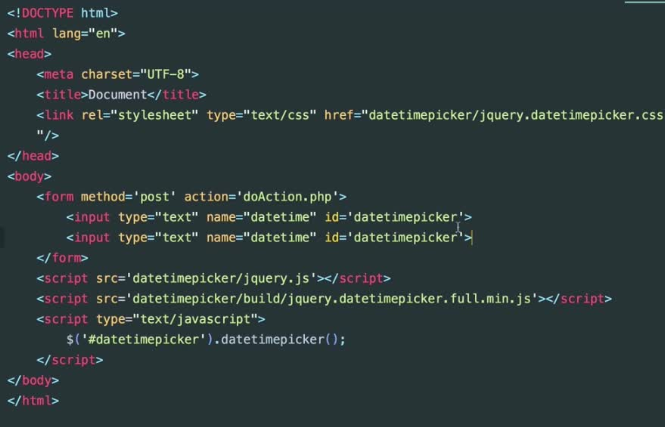 <!DOCTYPE html>
<html lang="en">
<head>
    <meta charset="UTF-8">
    <title>Document</title>
    <link rel="stylesheet" type="text/css" href="datetimepicker/jquery.datetimepicker.css
    "/>
</head>
<body>
    <form method='post' action='doAction.php'>
        <input type="text" name="datetime" id='datetimepicker'>
        <input type="text" name="datetime" id='datetimepicker'>
    </form>
    <script src='datetimepicker/jquery.js'></script>
    <script src='datetimepicker/build/jquery.datetimepicker.full.min.js'></script>
    <script type="text/javascript">
        $('#datetimepicker').datetimepicker();
    </script>
</body>
</html>